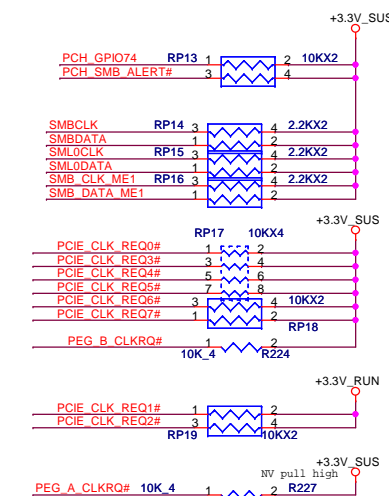 +3.3V_SUS
PCH_GPIO74 RP13 1 2 10KX2
PCH_SMB_ALERT# 3 4
SMBCLK RP14 3 4 2.2KX2
SMBDATA 1 2
SML0CLK RP15 3 4 2.2KX2
SML0DATA 1 2
SMB_CLK_ME1 RP16 3 4 2.2KX2
SMB_DATA_ME1 1 2
+3.3V_SUS
RP17 10KX4
PCIE_CLK_REQ0# 1 2
PCIE_CLK_REQ3# 3 4
PCIE_CLK_REQ4# 5 6
PCIE_CLK_REQ5# 7 8
PCIE_CLK_REQ6# 3 4 10KX2
PCIE_CLK_REQ7# 1 2
RP18
PEG_B_CLKRQ# 1 2
10K_4 R224
+3.3V_RUN
PCIE_CLK_REQ1# 1 2
PCIE_CLK_REQ2# 3 4
RP19 10KX2
+3.3V_SUS
NV pull high
PEG_A_CLKRQ# 10K_4 1 2 R227